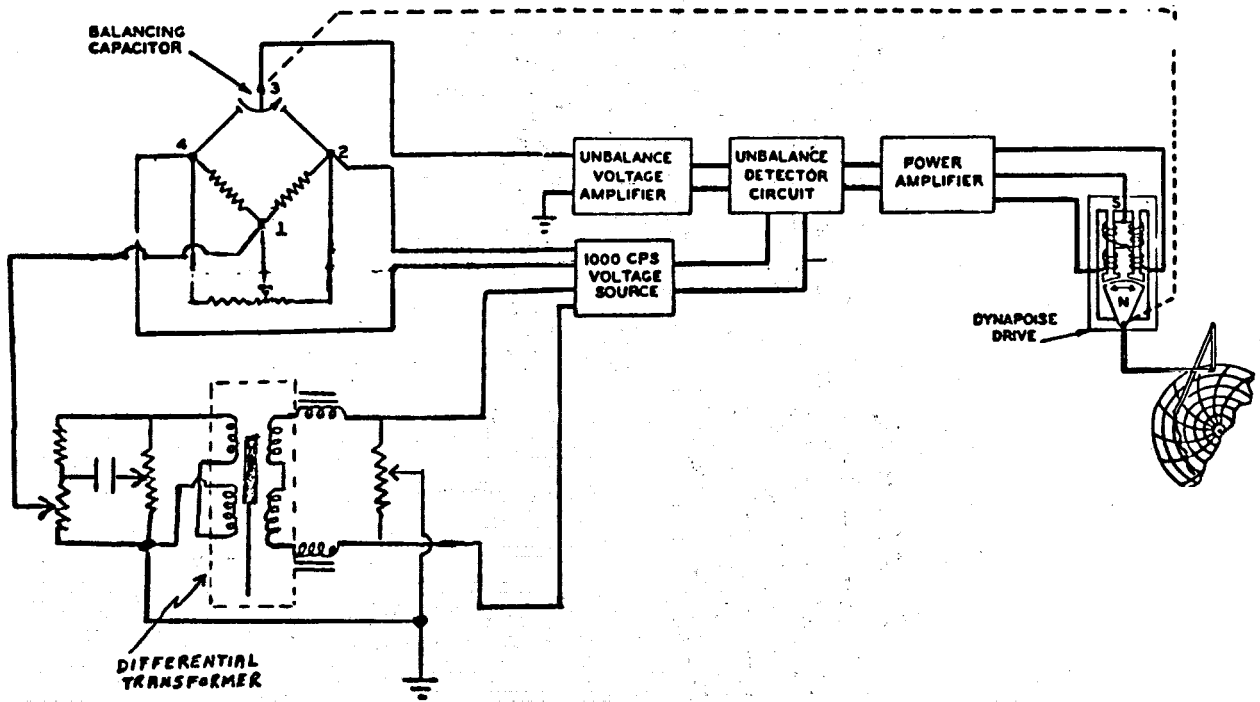 BALANCING
CAPACITOR
3
4
2
1
UNBALANCE
VOLTAGE
AMPLIFIER
UNBALANCE
DETECTOR
CIRCUIT
POWER
AMPLIFIER
1000 CPS
VOLTAGE
SOURCE
S
N
DYNAPOISE
DRIVE
DIFFERENTIAL
TRANSFORMER